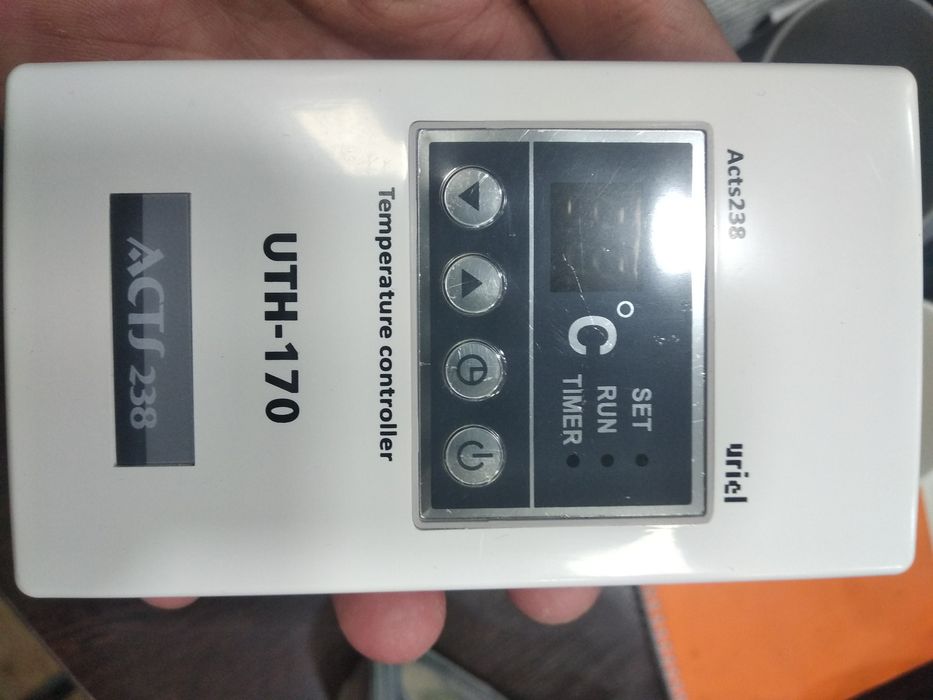 Acts238
uriel
°C
SET
RUN
TIMER
Temperature controller
UTH-170
ACTS 238